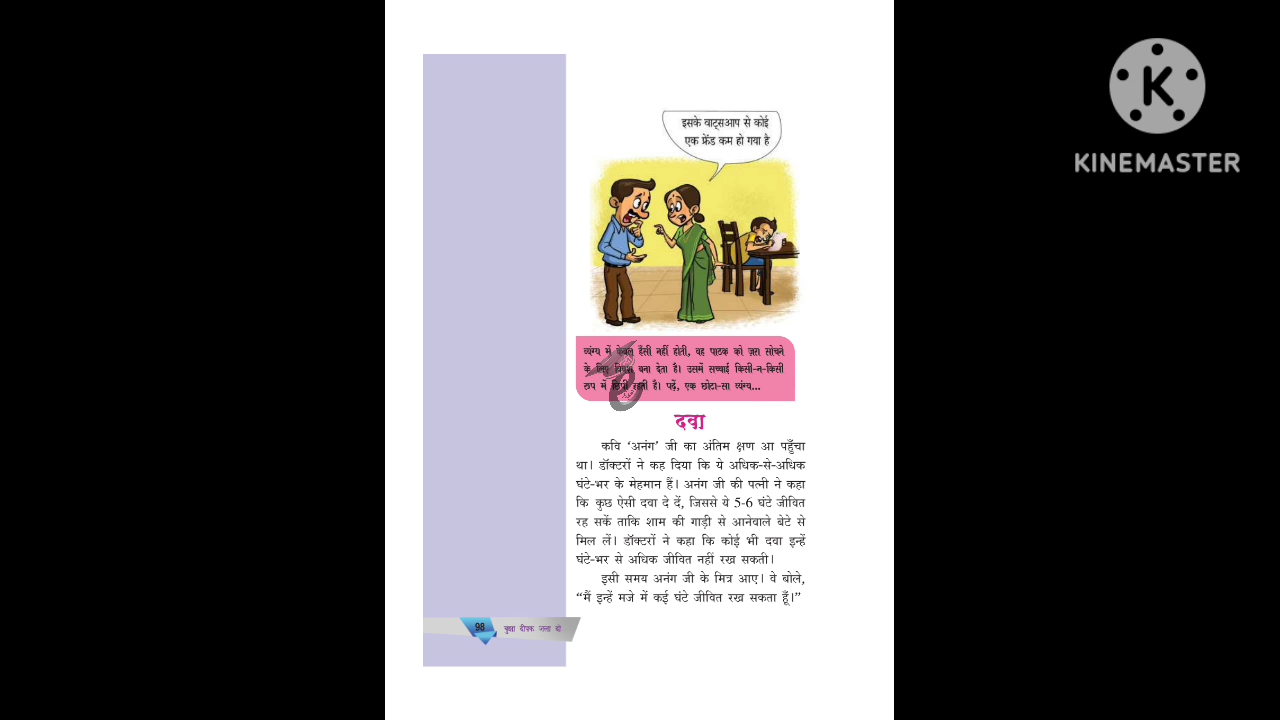 इसके वाट्सआप से कोई
एक फ्रेंड कम हो गया है
KINEMASTER
व्यंग्य में केवल हँसी नहीं होती, वह पाठक को ज़रा सोचने
के लिए विवश बना देता है। उसमें सच्चाई किसी-न-किसी
रूप में छिपी रहती है। पढ़ें, एक छोटा-सा व्यंग्य...
दवा
कवि ‘अनंग’ जी का अंतिम क्षण आ पहुँचा
था। डॉक्टरों ने कह दिया कि ये अधिक-से-अधिक
घंटे-भर के मेहमान हैं। अनंग जी की पत्नी ने कहा
कि कुछ ऐसी दवा दे दें, जिससे ये 5-6 घंटे जीवित
रह सकें ताकि शाम की गाड़ी से आनेवाले बेटे से
मिल लें। डॉक्टरों ने कहा कि कोई भी दवा इन्हें
घंटे-भर से अधिक जीवित नहीं रख सकती।
इसी समय अनंग जी के मित्र आए। वे बोले,
“मैं इन्हें मजे में कई घंटे जीवित रख सकता हूँ।”
98
बुझा दीपक जला दो